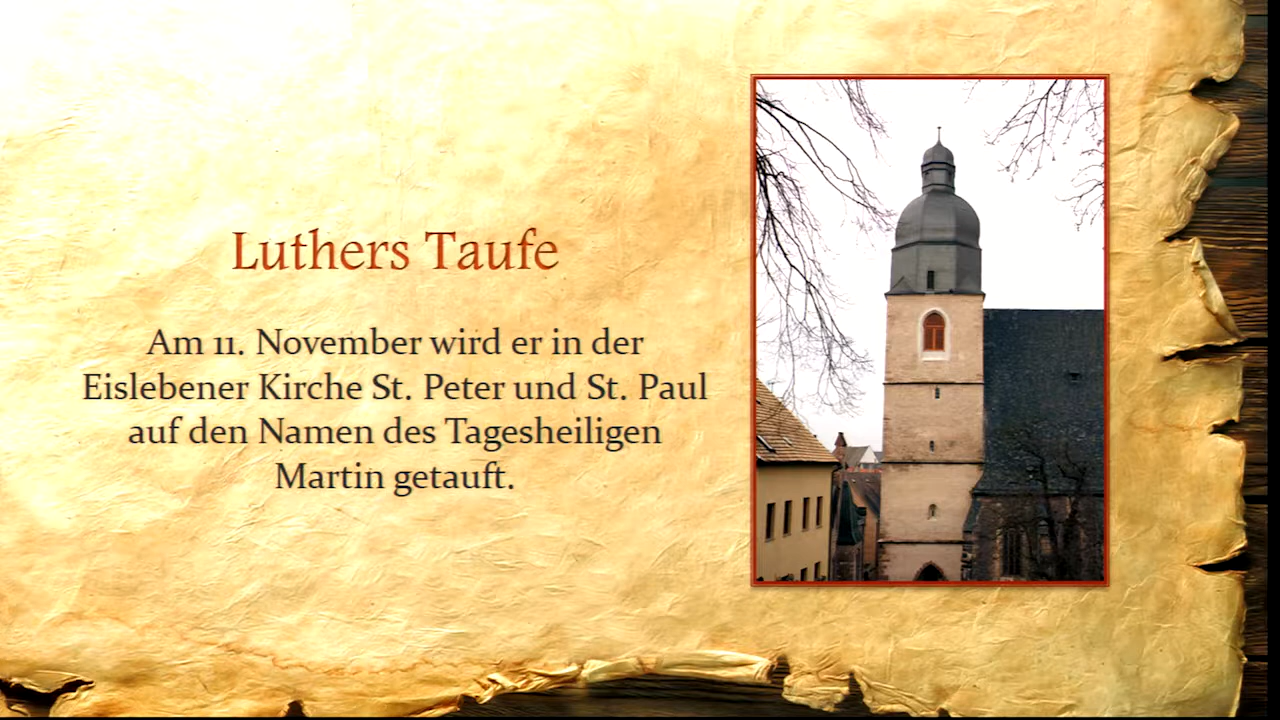 Luthers Taufe
Am 11. November wird er in der
Eislebener Kirche St. Peter und St. Paul
auf den Namen des Tagesheiligen
Martin getauft.